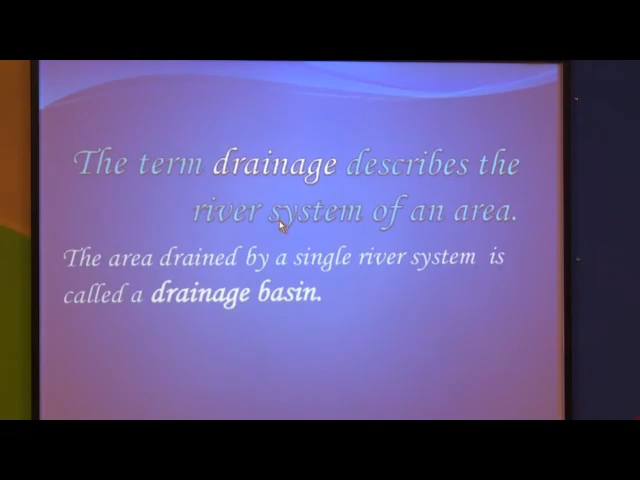 The term drainage describes the
river system of an area.
The area drained by a single river system is
called a drainage basin.